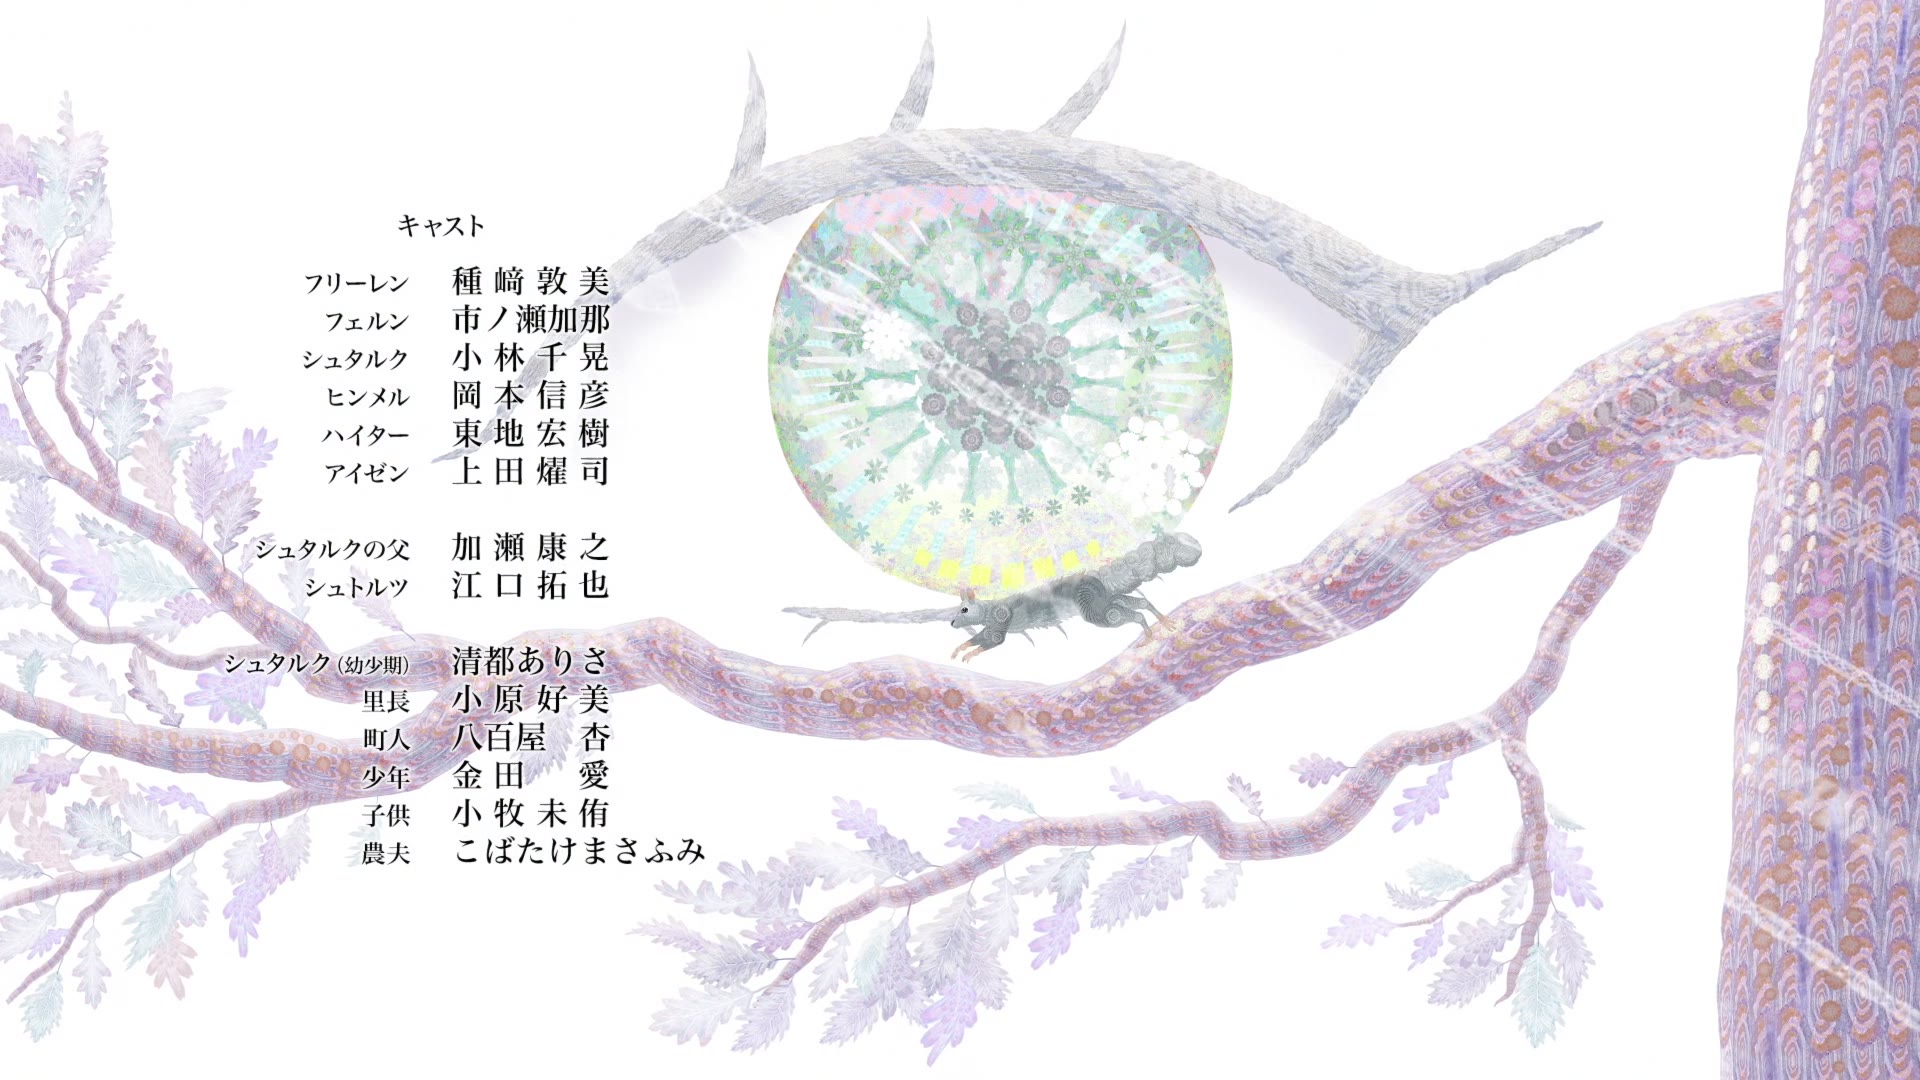 キャスト
フリーレン 種﨑敦美
フェルン 市ノ瀬加那
シュタルク 小林千晃
ヒンメル 岡本信彦
ハイター 東地宏樹
アイゼン 上田燿司
シュタルクの父 加瀬康之
シュトルツ 江口拓也
シュタルク(幼少期) 清都ありさ
里長 小原好美
町人 八百屋 杏
少年 金田 愛
子供 小牧未侑
農夫 こばたけまさふみ